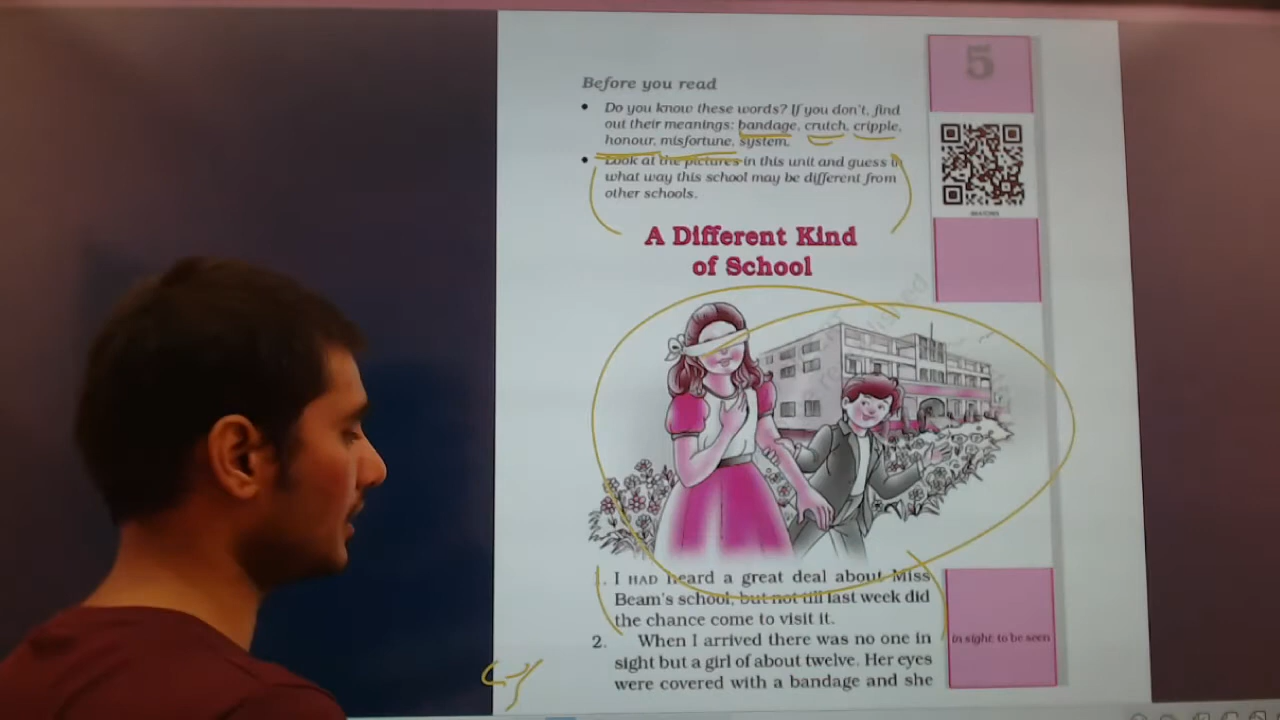 5
Before you read
• Do you know these words? If you don't, find
out their meanings: bandage, crutch, cripple,
honour, misfortune, system.
• Look at the pictures in this unit and guess in
what way this school may be different from
other schools.
A Different Kind
of School
1. I HAD heard a great deal about Miss
Beam's school, but not till last week did
the chance come to visit it.
2. When I arrived there was no one in
sight but a girl of about twelve. Her eyes
were covered with a bandage and she
in sight: to be seen